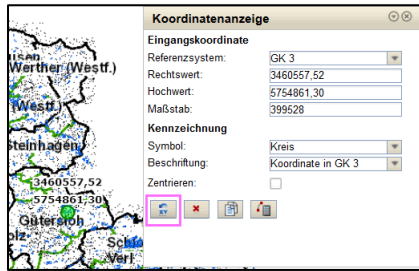 Koordinatenanzeige
Eingangskoordinate
Referenzsystem: GK 3
Rechtswert: 3460557,52
Hochwert: 5754861,30
Maßstab: 399528
Kennzeichnung
Symbol: Kreis
Beschriftung: Koordinate in GK 3
Zentrieren:
XY
Werther (Westf.)
(Westf.)
Steinhagen
3460557,52
5754861,30
Gütersloh
Verl